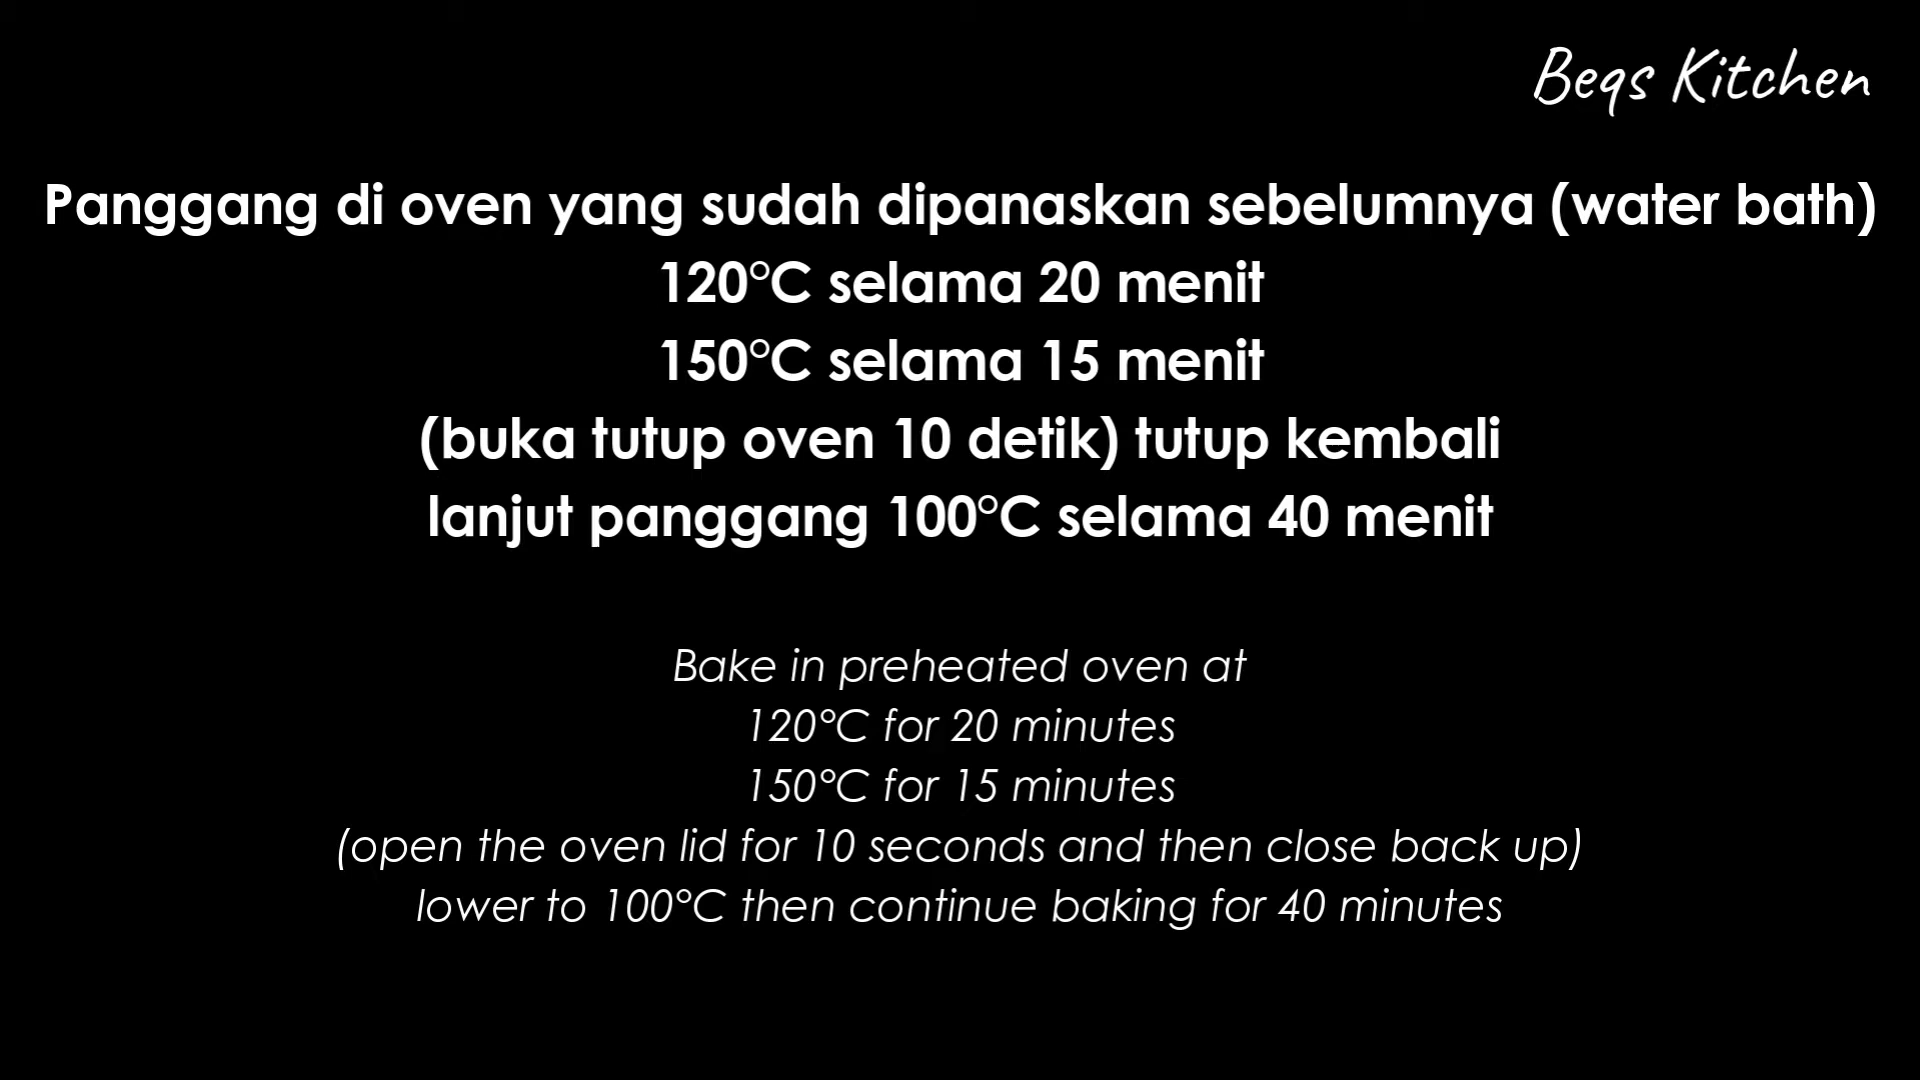 Beqs Kitchen
Panggang di oven yang sudah dipanaskan sebelumnya (water bath)
120°C selama 20 menit
150°C selama 15 menit
(buka tutup oven 10 detik) tutup kembali
lanjut panggang 100°C selama 40 menit
Bake in preheated oven at
120°C for 20 minutes
150°C for 15 minutes
(open the oven lid for 10 seconds and then close back up)
lower to 100°C then continue baking for 40 minutes